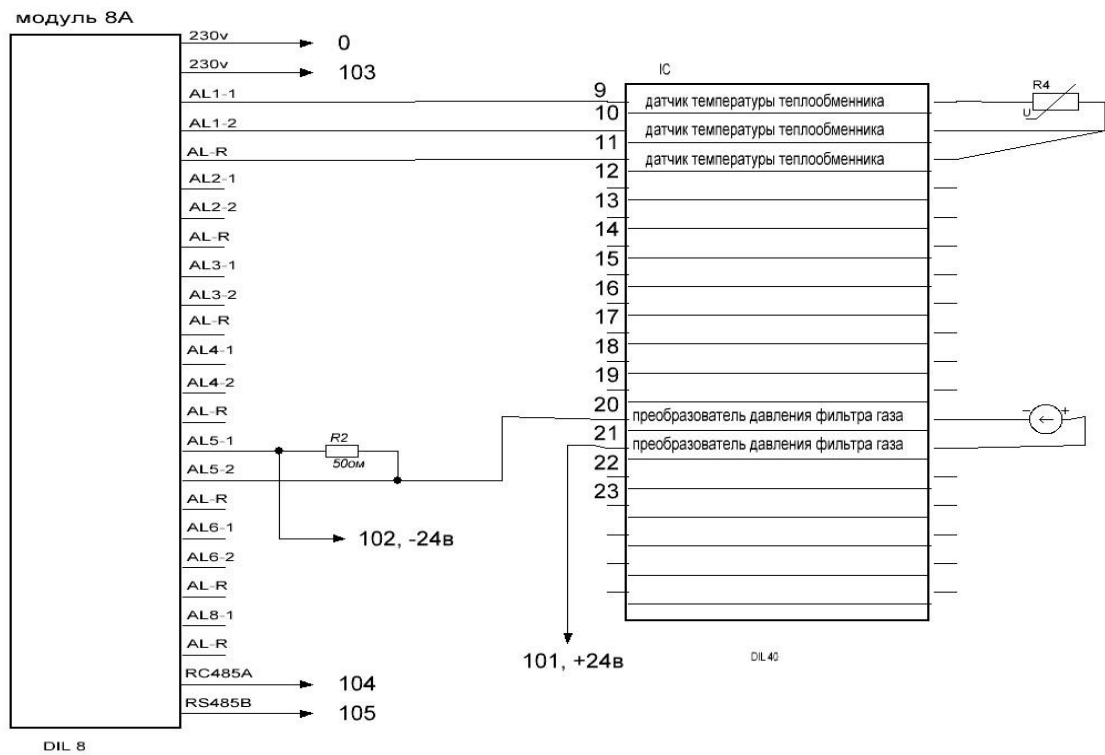 модуль 8А
230v
0
230v
103
IC
AL1-1
9
датчик температуры теплообменника
R4
U
10
AL1-2
датчик температуры теплообменника
11
AL-R
датчик температуры теплообменника
12
AL2-1
13
AL2-2
14
AL-R
15
AL3-1
16
AL3-2
17
AL-R
18
AL4-1
19
AL4-2
20
AL-R
преобразователь давления фильтра газа
- +
21
AL5-1
R2
50ом
преобразователь давления фильтра газа
22
AL5-2
23
AL-R
AL6-1
102, -24в
AL6-2
AL-R
AL8-1
AL-R
101, +24в
DIL 40
RC485A
104
RS485B
105
DIL 8